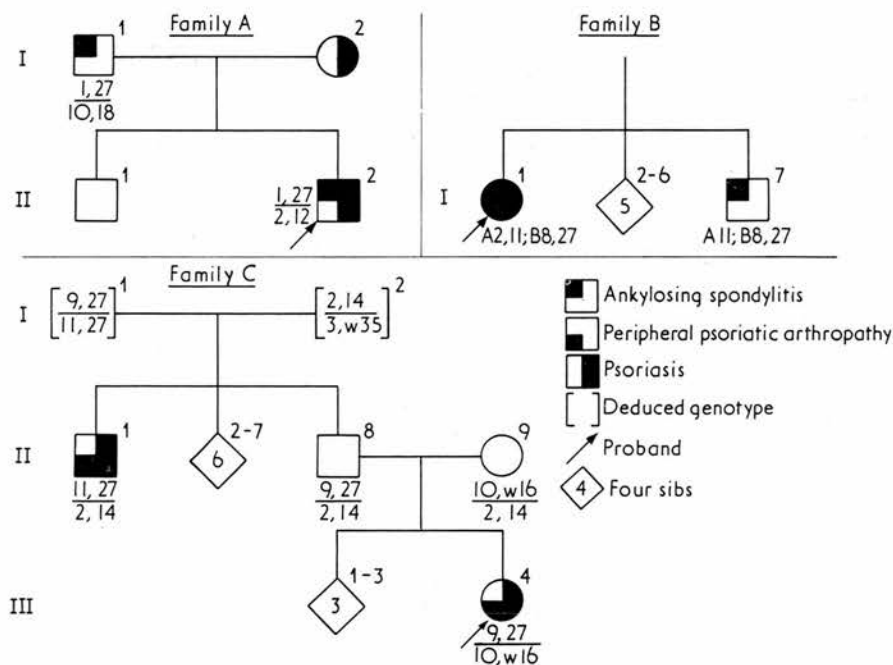 Family A
Family B
I
1
2
1,27
10,18
II
1
2
1,27
2,12
I
1
2-6
5
7
A2,11;B8,27
A11;B8,27
Family C
I
9,27
11,27
1
2,14
3,w35
2
II
1
2-7
6
8
9
11,27
2,14
9,27
2,14
10,w16
2,14
III
1-3
3
4
9,27
10,w16
Ankylosing spondylitis
Peripheral psoriatic arthropathy
Psoriasis
Deduced genotype
Proband
4 Four sibs